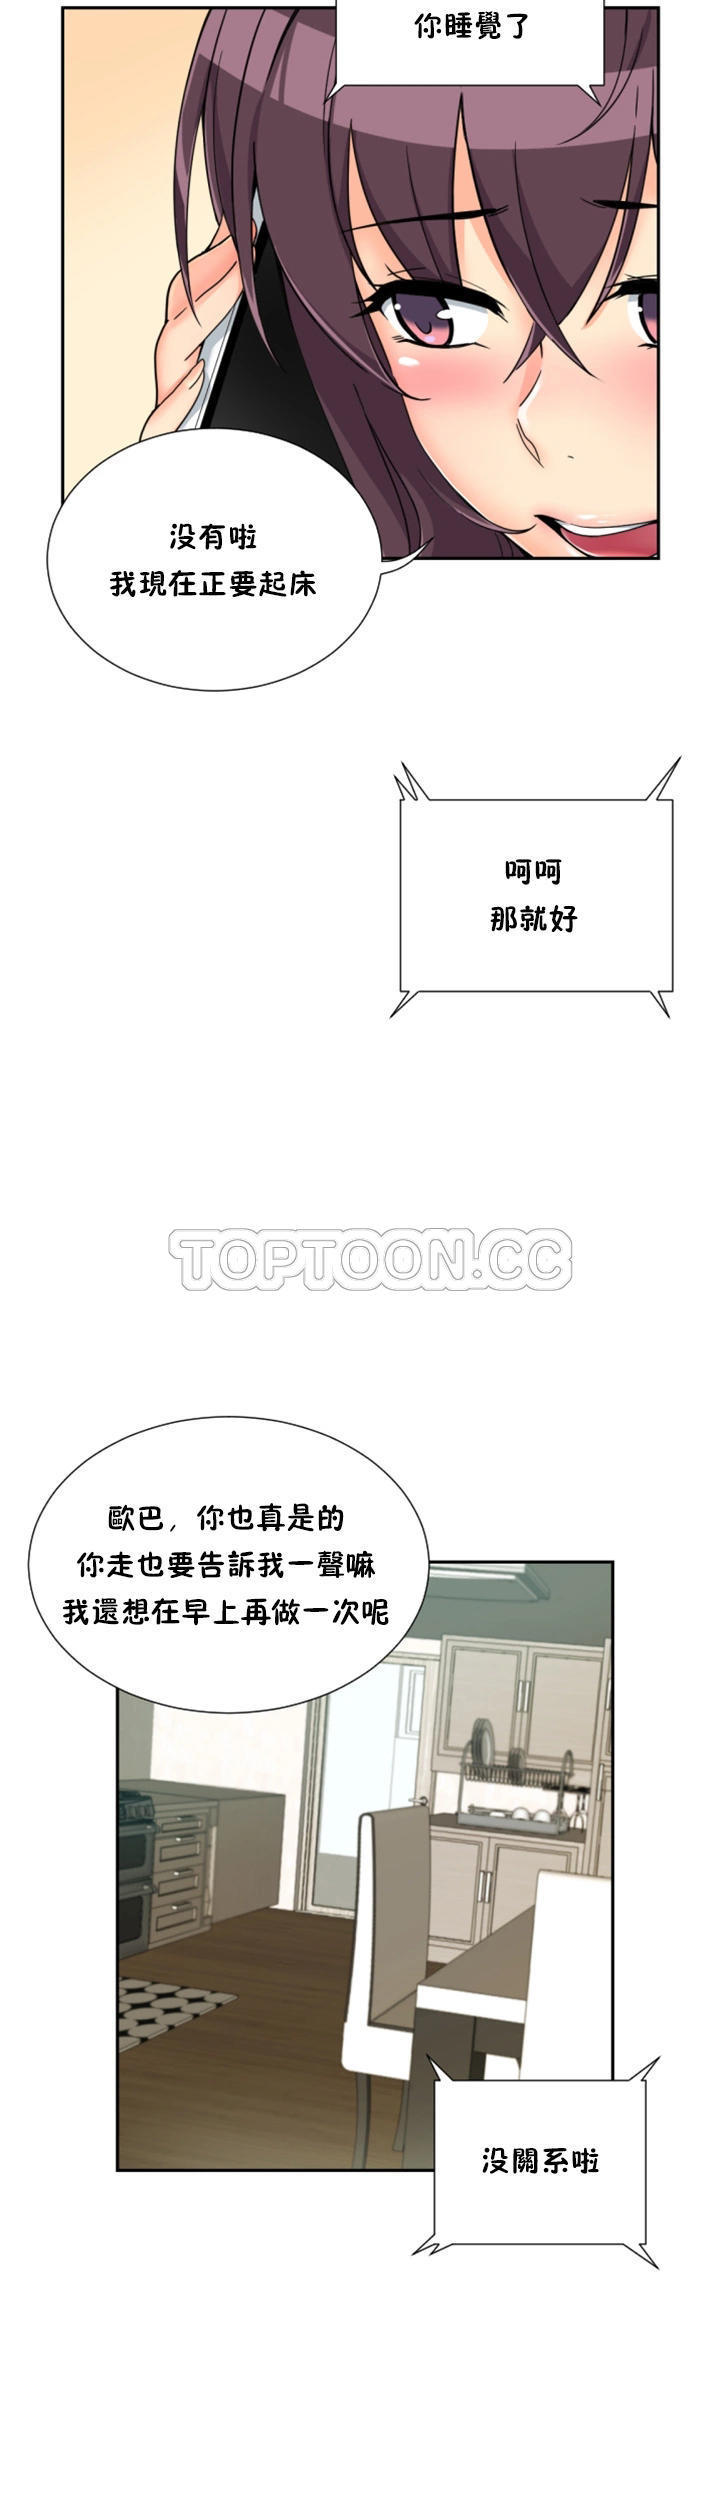 你睡覺了
没有啦
我現在正要起床
呵呵
那就好
TOPTOON.CC
歐巴，你也真是的
你走也要告訴我一聲嘛
我還想在早上再做一次呢
没關系啦